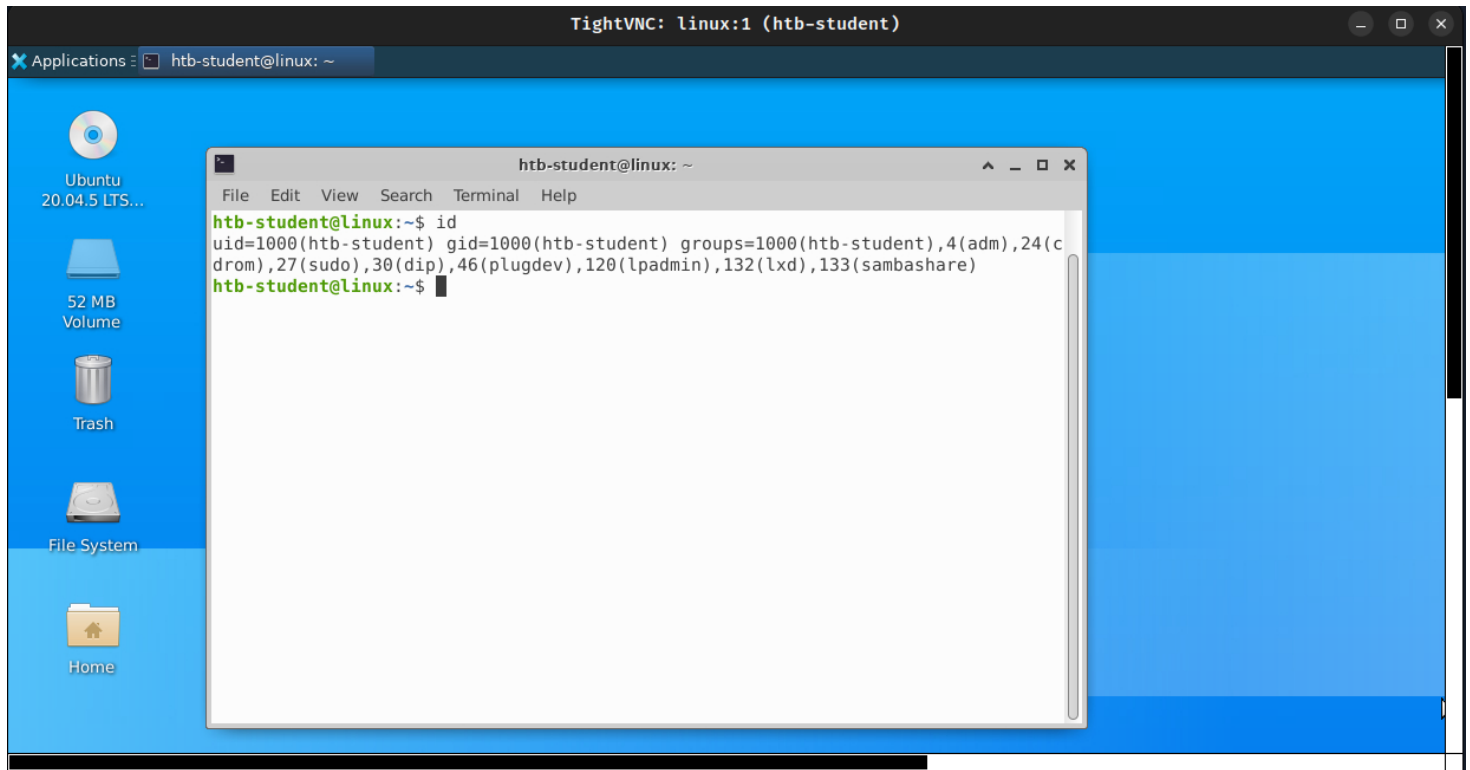 TightVNC: linux:1 (htb-student)
Applications
htb-student@linux: ~
Ubuntu
20.04.5 LTS...
52 MB
Volume
Trash
File System
Home
htb-student@linux: ~
File Edit View Search Terminal Help
htb-student@linux:~$ id
uid=1000(htb-student) gid=1000(htb-student) groups=1000(htb-student),4(adm),24(c
drom),27(sudo),30(dip),46(plugdev),120(lpadmin),132(lxd),133(sambashare)
htb-student@linux:~$